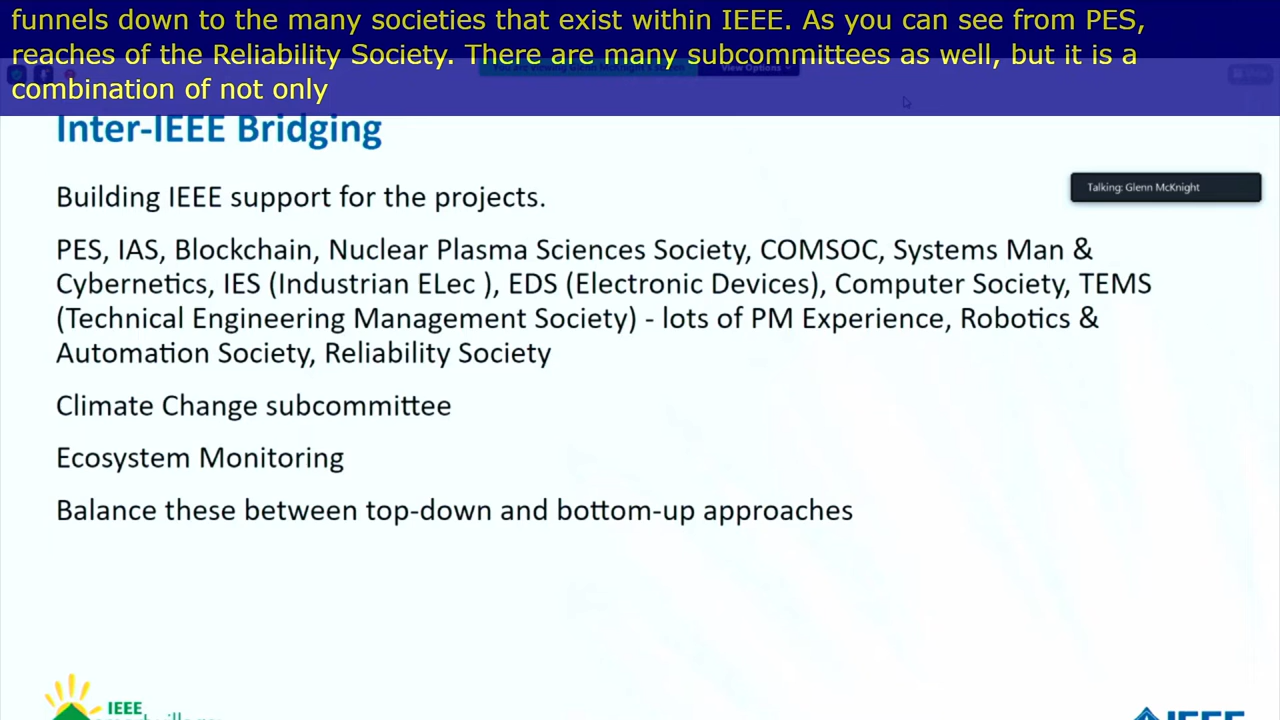 funnels down to the many societies that exist within IEEE. As you can see from PES,
reaches of the Reliability Society. There are many subcommittees as well, but it is a
combination of not only
View Options
Inter-IEEE Bridging
Talking: Glenn McKnight
Building IEEE support for the projects.
PES, IAS, Blockchain, Nuclear Plasma Sciences Society, COMSOC, Systems Man &
Cybernetics, IES (Industrian ELec ), EDS (Electronic Devices), Computer Society, TEMS
(Technical Engineering Management Society) - lots of PM Experience, Robotics &
Automation Society, Reliability Society
Climate Change subcommittee
Ecosystem Monitoring
Balance these between top-down and bottom-up approaches
IEEE
IEEE